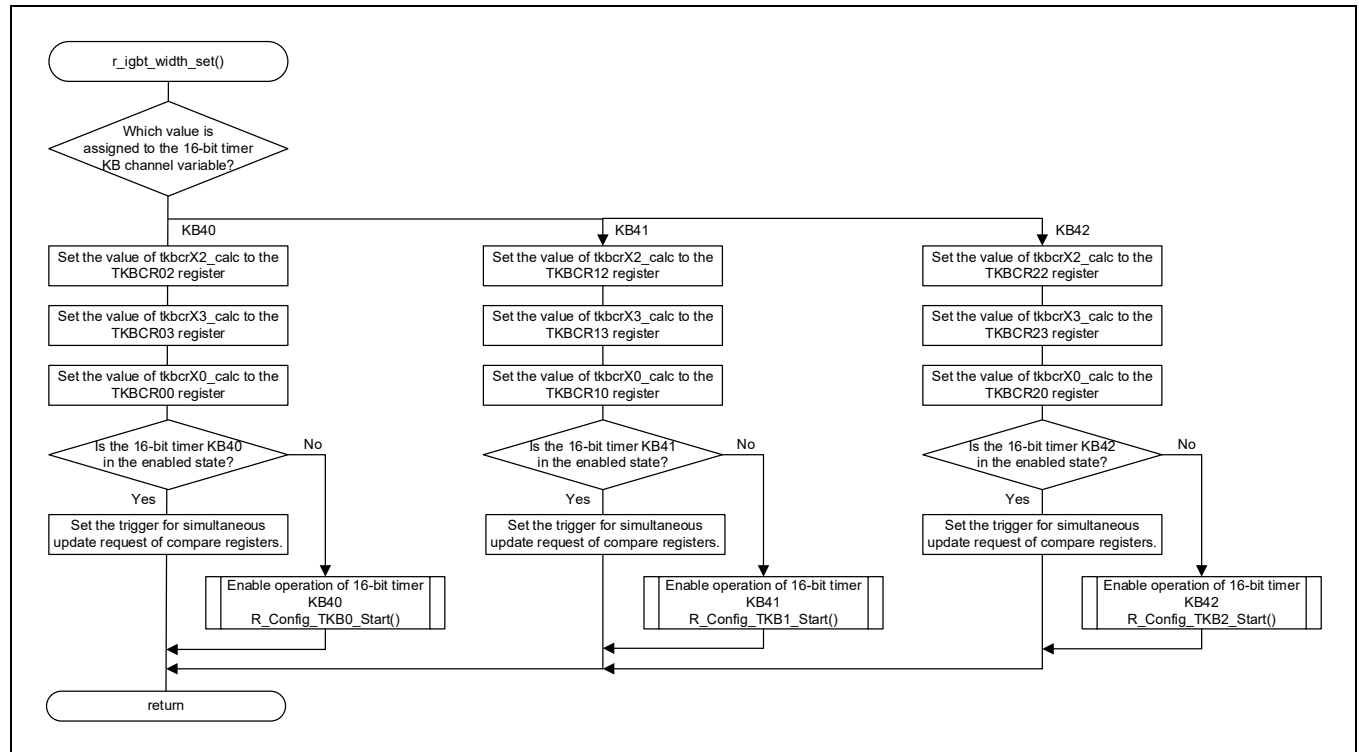 r_igbt_width_set()
Which value is
assigned to the 16-bit timer
KB channel variable?
KB40
Set the value of tkbcrX2_calc to the
TKBCR02 register
Set the value of tkbcrX3_calc to the
TKBCR03 register
Set the value of tkbcrX0_calc to the
TKBCR00 register
Is the 16-bit timer KB40
in the enabled state?
No
Yes
Set the trigger for simultaneous
update request of compare registers.
Enable operation of 16-bit timer
KB40
R_Config_TKB0_Start()
KB41
Set the value of tkbcrX2_calc to the
TKBCR12 register
Set the value of tkbcrX3_calc to the
TKBCR13 register
Set the value of tkbcrX0_calc to the
TKBCR10 register
Is the 16-bit timer KB41
in the enabled state?
No
Yes
Set the trigger for simultaneous
update request of compare registers.
Enable operation of 16-bit timer
KB41
R_Config_TKB1_Start()
KB42
Set the value of tkbcrX2_calc to the
TKBCR22 register
Set the value of tkbcrX3_calc to the
TKBCR23 register
Set the value of tkbcrX0_calc to the
TKBCR20 register
Is the 16-bit timer KB42
in the enabled state?
No
Yes
Set the trigger for simultaneous
update request of compare registers.
Enable operation of 16-bit timer
KB42
R_Config_TKB2_Start()
return